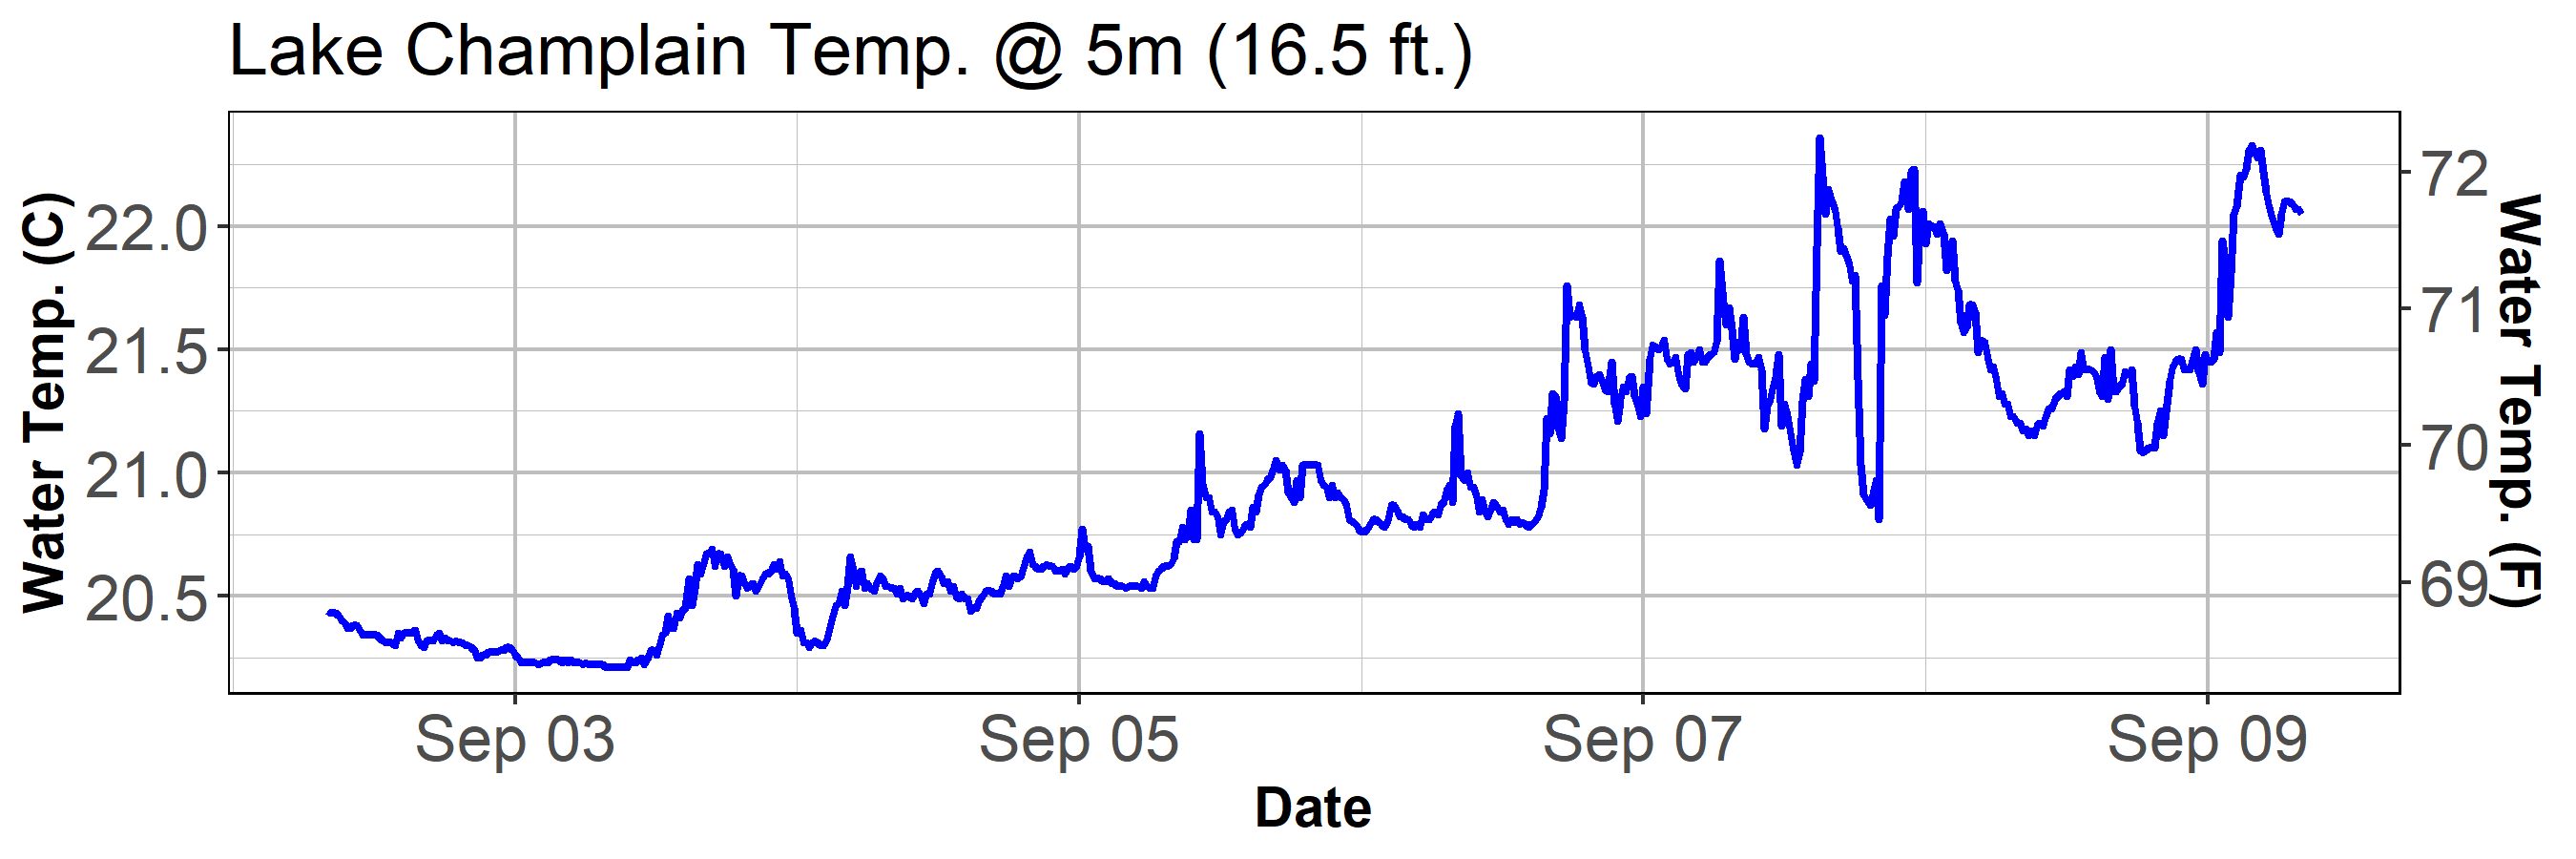 Lake Champlain Temp. @ 5m (16.5 ft.)
Water Temp. (C)
22.0
21.5
21.0
20.5
72
71
70
69
Water Temp. (F)
Sep 03 Sep 05 Sep 07 Sep 09
Date